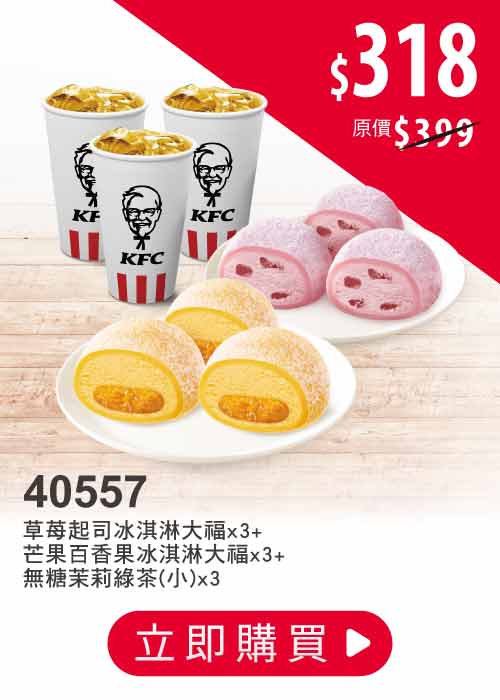 $318
原價$399
KFC
KFC
KFC
40557
草莓起司冰淇淋大福x3+
芒果百香果冰淇淋大福x3+
無糖茉莉綠茶(小)x3
立即購買